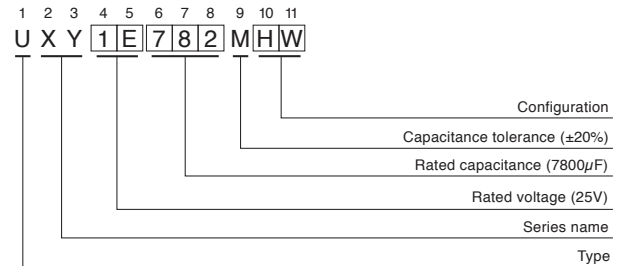 1 2 3 4 5 6 7 8 9 10 11
U X Y 1 E 7 8 2 M H W
Configuration
Capacitance tolerance (±20%)
Rated capacitance (7800µF)
Rated voltage (25V)
Series name
Type